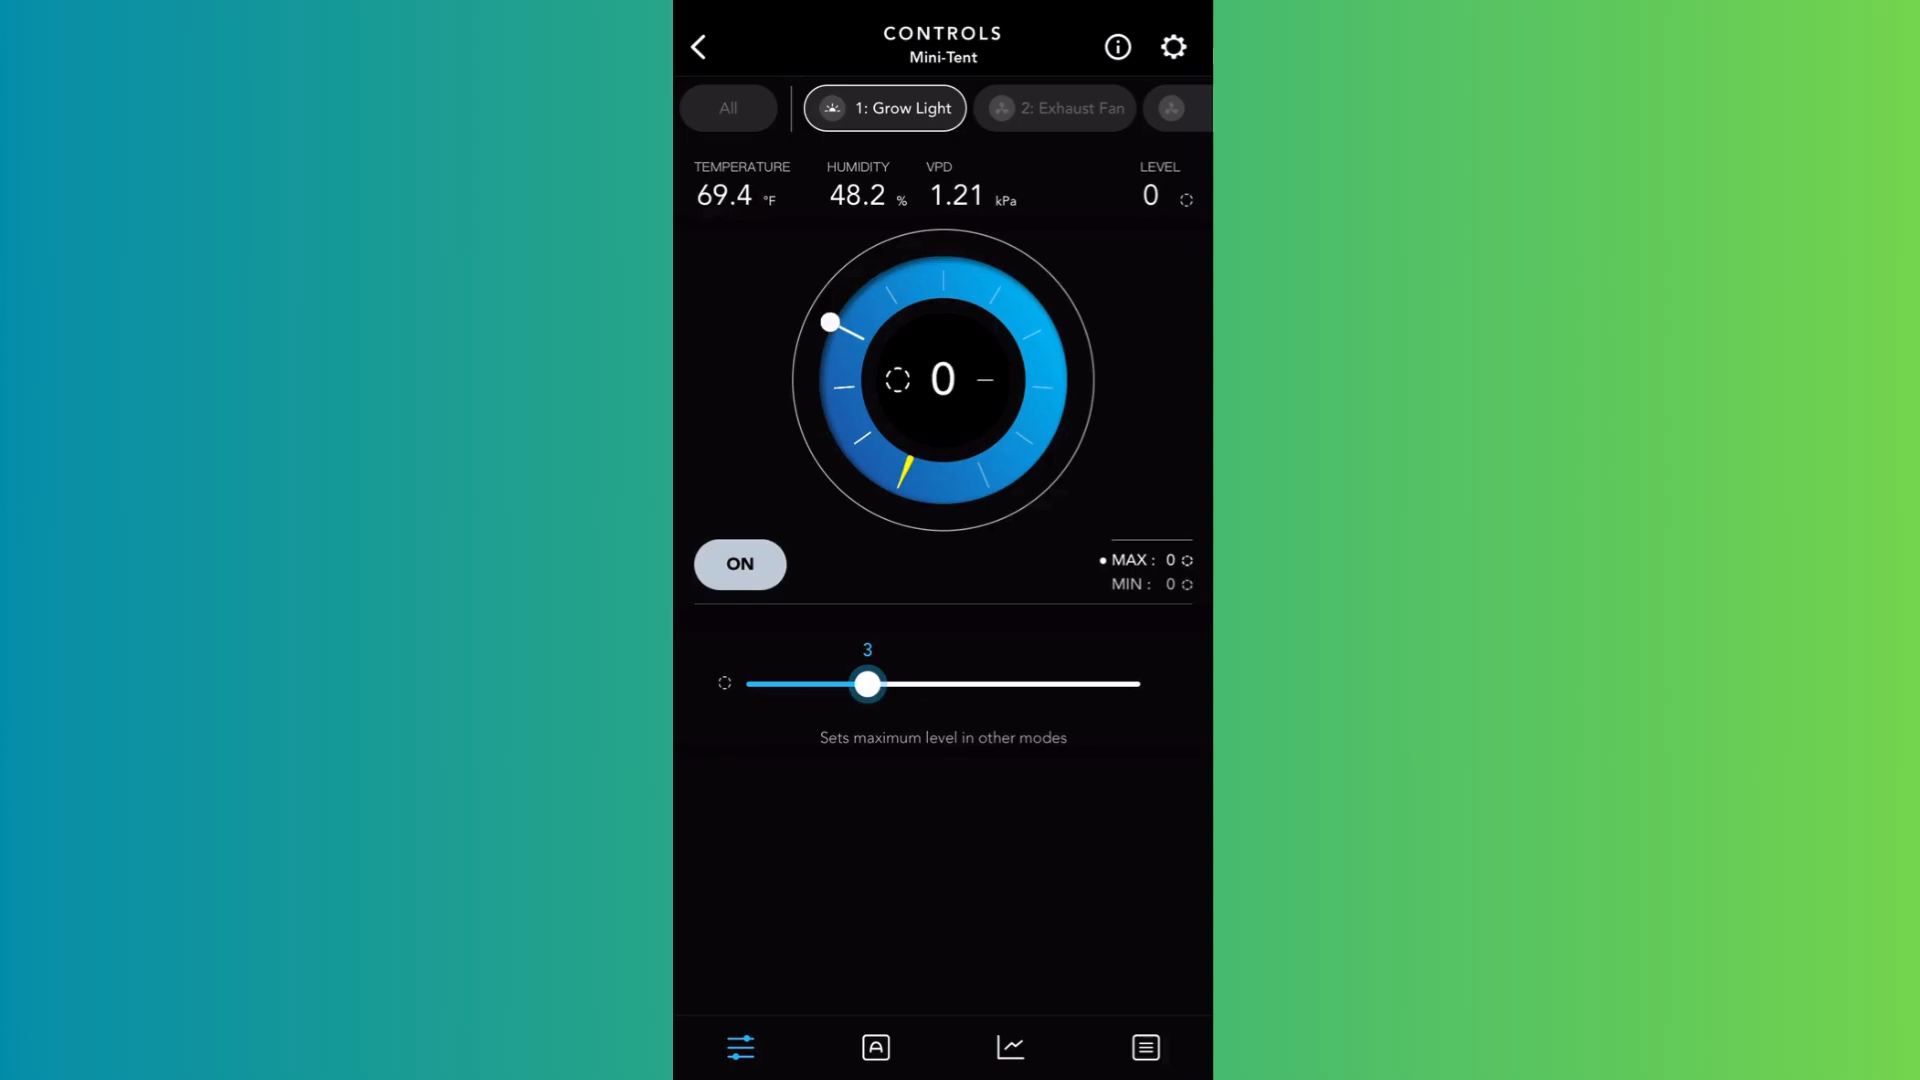 CONTROLS
Mini-Tent
All
1: Grow Light
2: Exhaust Fan
TEMPERATURE HUMIDITY VPD LEVEL
69.4 °F 48.2 % 1.21 kPa 0
0
ON
MAX : 0
MIN : 0
3
Sets maximum level in other modes
A